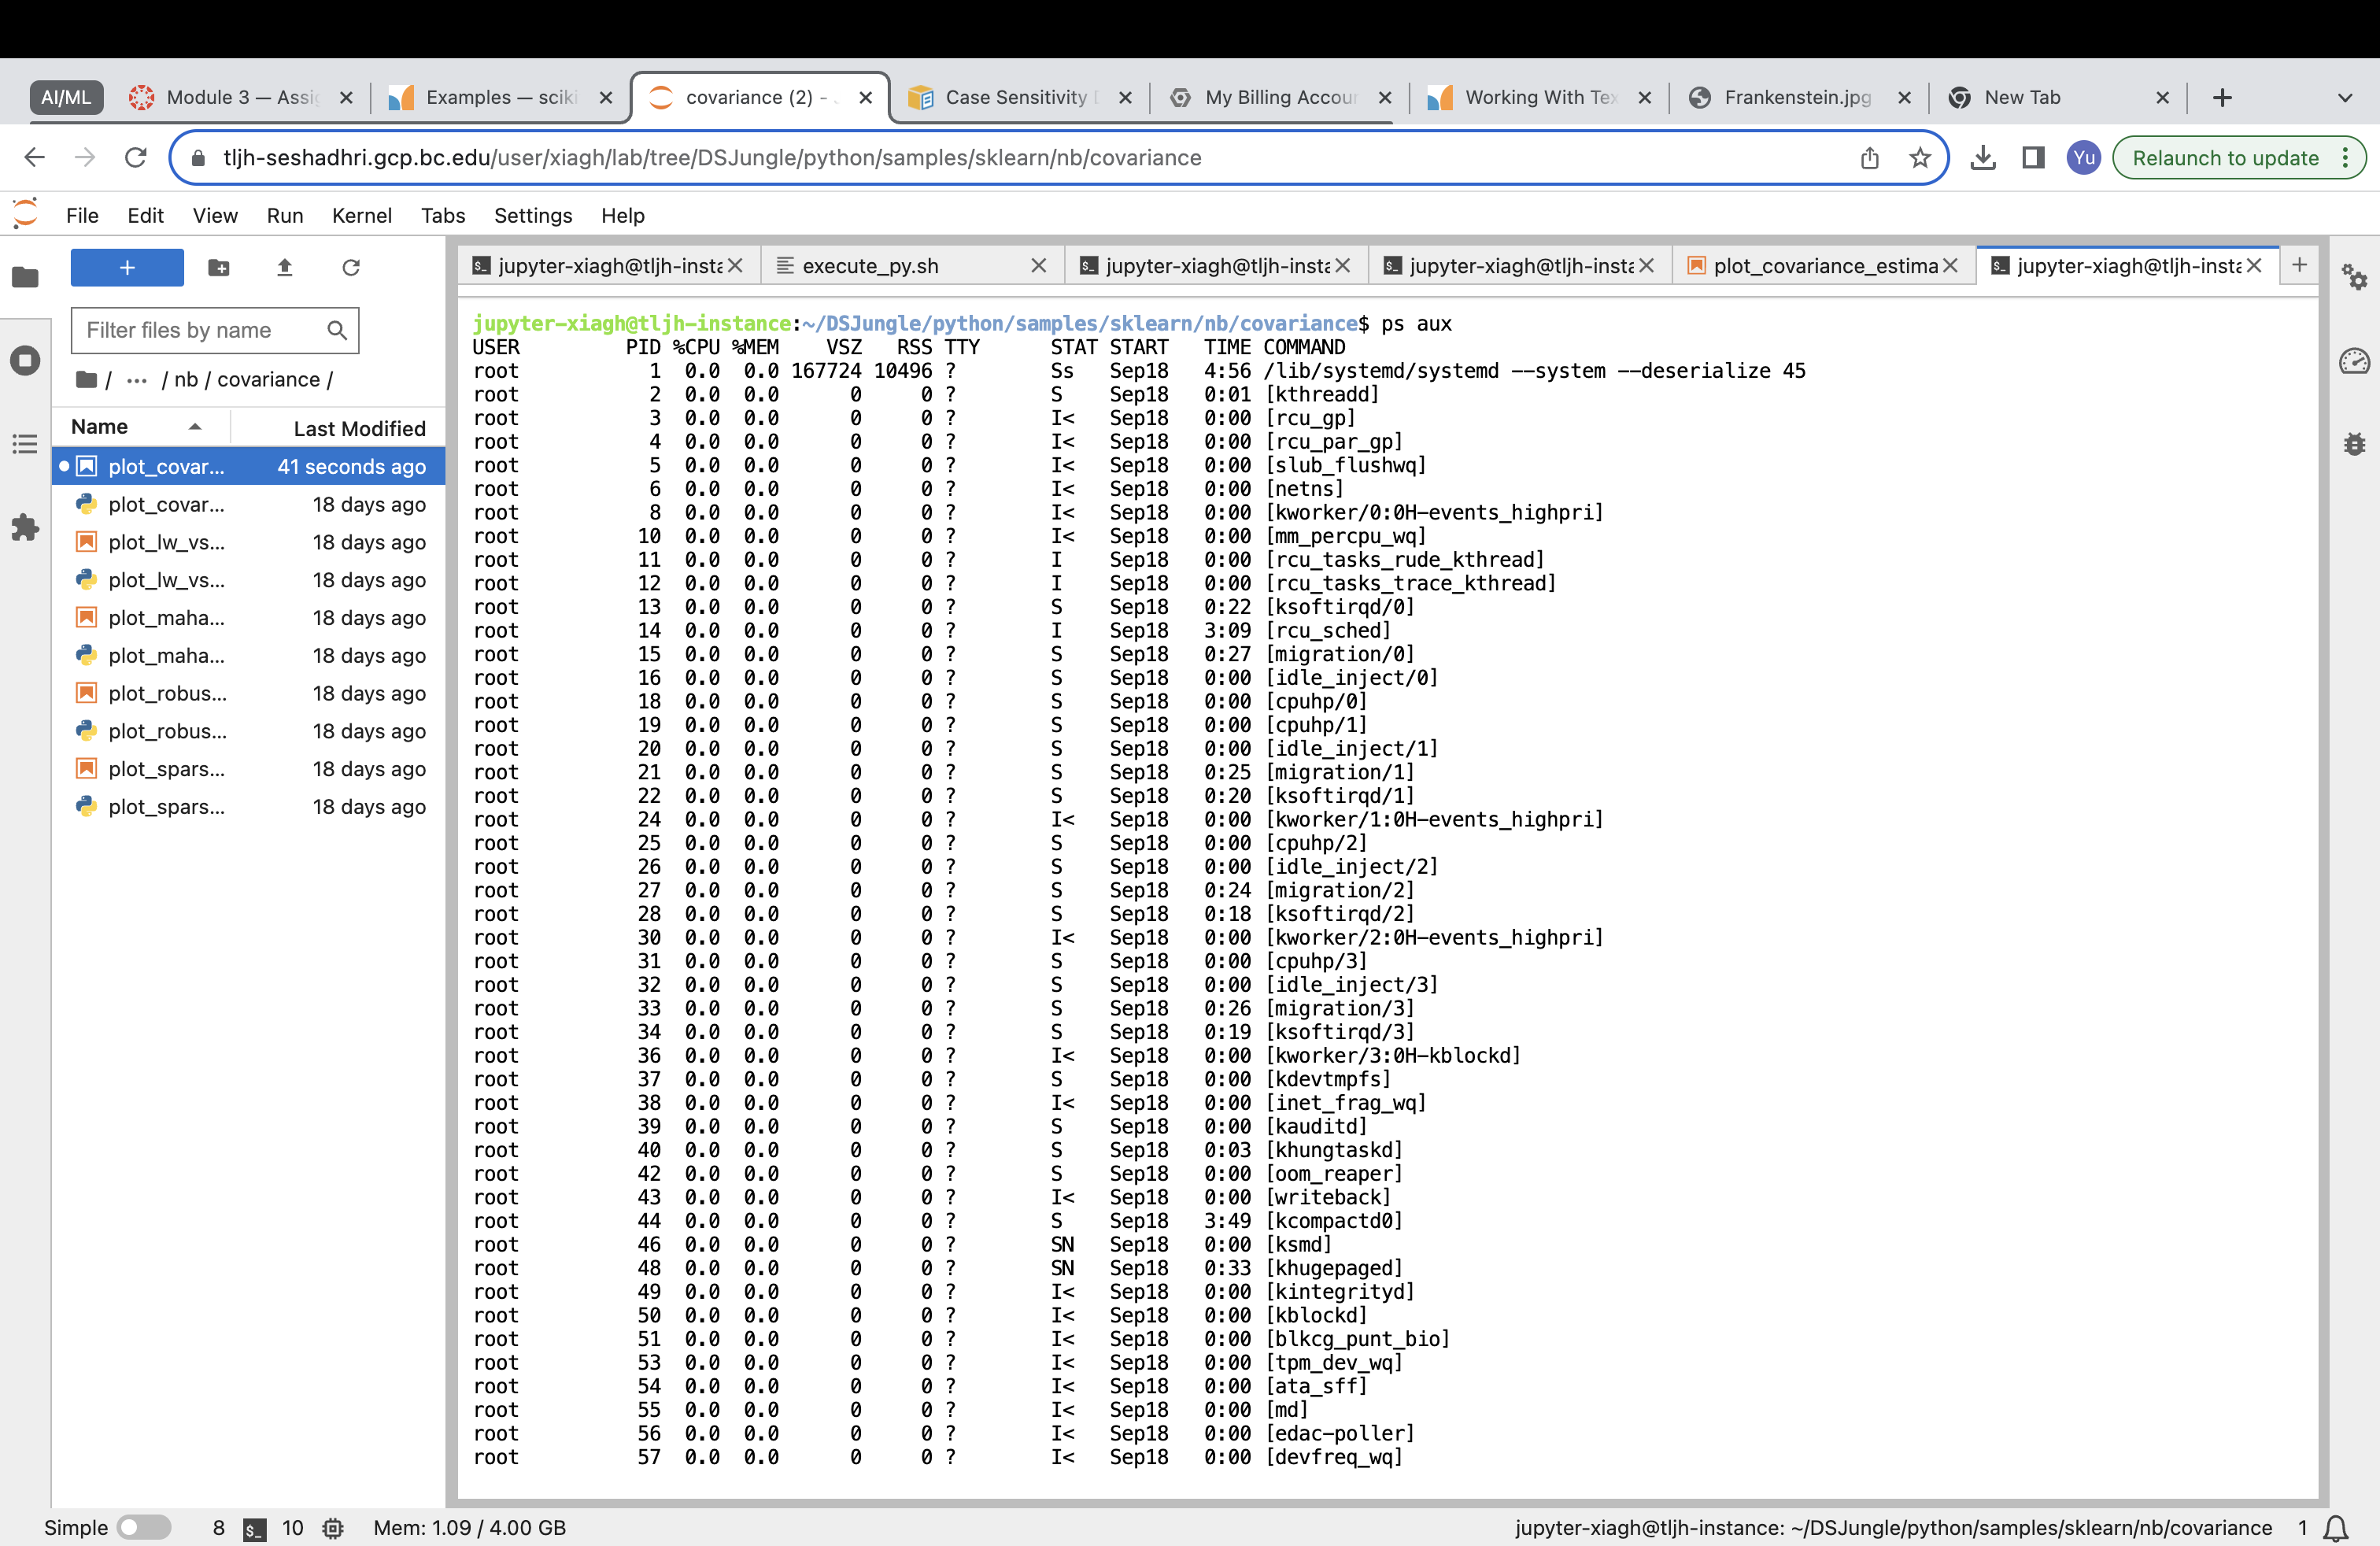 AI/ML
Module 3 — Assig
Examples — sciki
covariance (2) -
Case Sensitivity
My Billing Accour
Working With Tex
Frankenstein.jpg
New Tab
tljh-seshadhri.gcp.bc.edu/user/xiagh/lab/tree/DSJungle/python/samples/sklearn/nb/covariance
Yu
Relaunch to update
File Edit View Run Kernel Tabs Settings Help
jupyter-xiagh@tljh-insta
execute_py.sh
jupyter-xiagh@tljh-insta
jupyter-xiagh@tljh-insta
plot_covariance_estima
jupyter-xiagh@tljh-insta
Filter files by name
/ ... / nb / covariance /
Name Last Modified
plot_covar... 41 seconds ago
plot_covar... 18 days ago
plot_lw_vs... 18 days ago
plot_lw_vs... 18 days ago
plot_maha... 18 days ago
plot_maha... 18 days ago
plot_robus... 18 days ago
plot_robus... 18 days ago
plot_spars... 18 days ago
plot_spars... 18 days ago
jupyter-xiagh@tljh-instance:~/DSJungle/python/samples/sklearn/nb/covariance$ ps aux
USER PID %CPU %MEM VSZ RSS TTY STAT START TIME COMMAND
root 1 0.0 0.0 167724 10496 ? Ss Sep18 4:56 /lib/systemd/systemd --system --deserialize 45
root 2 0.0 0.0 0 0 ? S Sep18 0:01 [kthreadd]
root 3 0.0 0.0 0 0 ? I< Sep18 0:00 [rcu_gp]
root 4 0.0 0.0 0 0 ? I< Sep18 0:00 [rcu_par_gp]
root 5 0.0 0.0 0 0 ? I< Sep18 0:00 [slub_flushwq]
root 6 0.0 0.0 0 0 ? I< Sep18 0:00 [netns]
root 8 0.0 0.0 0 0 ? I< Sep18 0:00 [kworker/0:0H-events_highpri]
root 10 0.0 0.0 0 0 ? I< Sep18 0:00 [mm_percpu_wq]
root 11 0.0 0.0 0 0 ? I Sep18 0:00 [rcu_tasks_rude_kthread]
root 12 0.0 0.0 0 0 ? I Sep18 0:00 [rcu_tasks_trace_kthread]
root 13 0.0 0.0 0 0 ? S Sep18 0:22 [ksoftirqd/0]
root 14 0.0 0.0 0 0 ? I Sep18 3:09 [rcu_sched]
root 15 0.0 0.0 0 0 ? S Sep18 0:27 [migration/0]
root 16 0.0 0.0 0 0 ? S Sep18 0:00 [idle_inject/0]
root 18 0.0 0.0 0 0 ? S Sep18 0:00 [cpuhp/0]
root 19 0.0 0.0 0 0 ? S Sep18 0:00 [cpuhp/1]
root 20 0.0 0.0 0 0 ? S Sep18 0:00 [idle_inject/1]
root 21 0.0 0.0 0 0 ? S Sep18 0:25 [migration/1]
root 22 0.0 0.0 0 0 ? S Sep18 0:20 [ksoftirqd/1]
root 24 0.0 0.0 0 0 ? I< Sep18 0:00 [kworker/1:0H-events_highpri]
root 25 0.0 0.0 0 0 ? S Sep18 0:00 [cpuhp/2]
root 26 0.0 0.0 0 0 ? S Sep18 0:00 [idle_inject/2]
root 27 0.0 0.0 0 0 ? S Sep18 0:24 [migration/2]
root 28 0.0 0.0 0 0 ? S Sep18 0:18 [ksoftirqd/2]
root 30 0.0 0.0 0 0 ? I< Sep18 0:00 [kworker/2:0H-events_highpri]
root 31 0.0 0.0 0 0 ? S Sep18 0:00 [cpuhp/3]
root 32 0.0 0.0 0 0 ? S Sep18 0:00 [idle_inject/3]
root 33 0.0 0.0 0 0 ? S Sep18 0:26 [migration/3]
root 34 0.0 0.0 0 0 ? S Sep18 0:19 [ksoftirqd/3]
root 36 0.0 0.0 0 0 ? I< Sep18 0:00 [kworker/3:0H-kblockd]
root 37 0.0 0.0 0 0 ? S Sep18 0:00 [kdevtmpfs]
root 38 0.0 0.0 0 0 ? I< Sep18 0:00 [inet_frag_wq]
root 39 0.0 0.0 0 0 ? S Sep18 0:00 [kauditd]
root 40 0.0 0.0 0 0 ? S Sep18 0:03 [khungtaskd]
root 42 0.0 0.0 0 0 ? S Sep18 0:00 [oom_reaper]
root 43 0.0 0.0 0 0 ? I< Sep18 0:00 [writeback]
root 44 0.0 0.0 0 0 ? S Sep18 3:49 [kcompactd0]
root 46 0.0 0.0 0 0 ? SN Sep18 0:00 [ksmd]
root 48 0.0 0.0 0 0 ? SN Sep18 0:33 [khugepaged]
root 49 0.0 0.0 0 0 ? I< Sep18 0:00 [kintegrityd]
root 50 0.0 0.0 0 0 ? I< Sep18 0:00 [kblockd]
root 51 0.0 0.0 0 0 ? I< Sep18 0:00 [blkcg_punt_bio]
root 53 0.0 0.0 0 0 ? I< Sep18 0:00 [tpm_dev_wq]
root 54 0.0 0.0 0 0 ? I< Sep18 0:00 [ata_sff]
root 55 0.0 0.0 0 0 ? I< Sep18 0:00 [md]
root 56 0.0 0.0 0 0 ? I< Sep18 0:00 [edac-poller]
root 57 0.0 0.0 0 0 ? I< Sep18 0:00 [devfreq_wq]
Simple 8 $_ 10 Mem: 1.09 / 4.00 GB jupyter-xiagh@tljh-instance: ~/DSJungle/python/samples/sklearn/nb/covariance 1